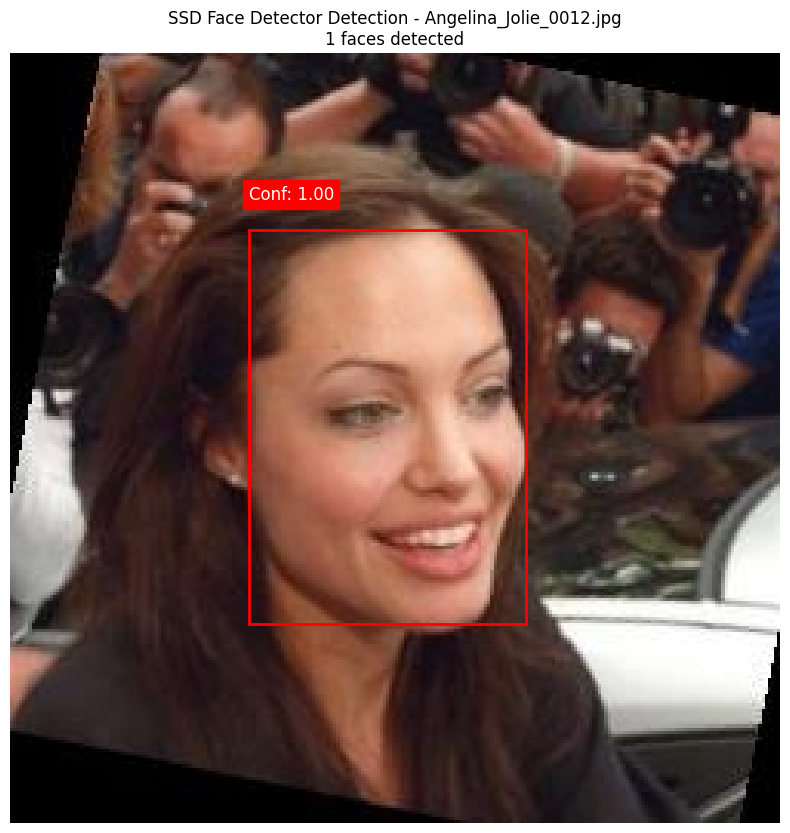 SSD Face Detector Detection - Angelina_Jolie_0012.jpg
1 faces detected
Conf: 1.00